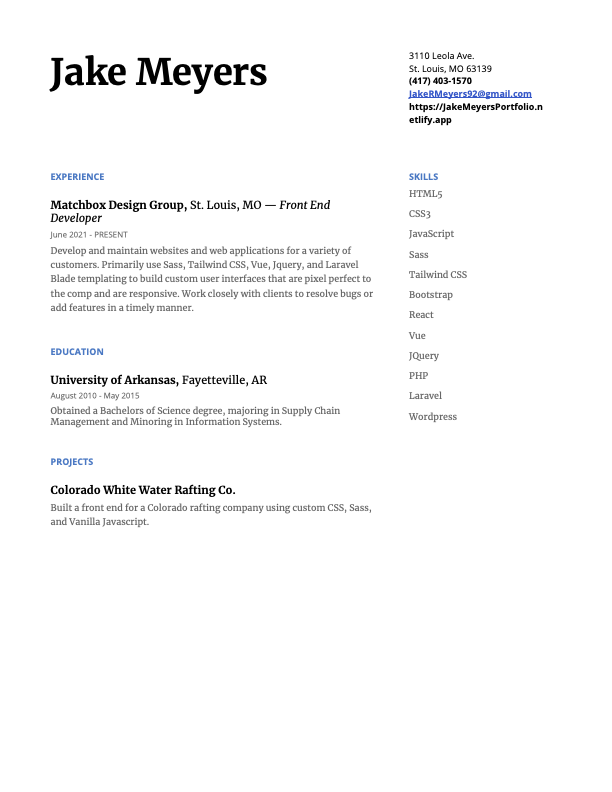 Jake Meyers
3110 Leola Ave.
St. Louis, MO 63139
(417) 403-1570
JakeRMeyers92@gmail.com
https://JakeMeyersPortfolio.n
etlify.app
EXPERIENCE
Matchbox Design Group, St. Louis, MO — Front End
Developer
June 2021 - PRESENT
Develop and maintain websites and web applications for a variety of
customers. Primarily use Sass, Tailwind CSS, Vue, Jquery, and Laravel
Blade templating to build custom user interfaces that are pixel perfect to
the comp and are responsive. Work closely with clients to resolve bugs or
add features in a timely manner.
EDUCATION
University of Arkansas, Fayetteville, AR
August 2010 - May 2015
Obtained a Bachelors of Science degree, majoring in Supply Chain
Management and Minoring in Information Systems.
PROJECTS
Colorado White Water Rafting Co.
Built a front end for a Colorado rafting company using custom CSS, Sass,
and Vanilla Javascript.
SKILLS
HTML5
CSS3
JavaScript
Sass
Tailwind CSS
Bootstrap
React
Vue
JQuery
PHP
Laravel
Wordpress